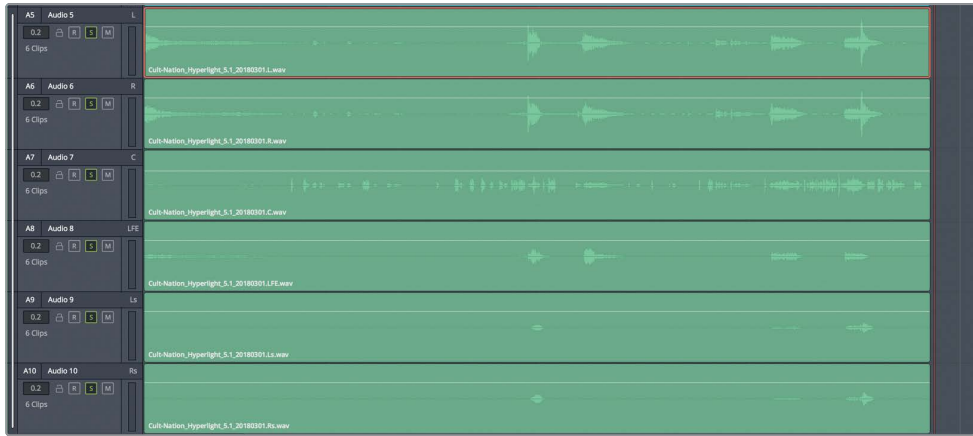 A5 Audio 5 L
0.2 R S M
6 Clips
Cult-Nation_Hyperlight_5.1_20180301.L.wav
A6 Audio 6 R
0.2 R S M
6 Clips
Cult-Nation_Hyperlight_5.1_20180301.R.wav
A7 Audio 7 C
0.2 R S M
6 Clips
Cult-Nation_Hyperlight_5.1_20180301.C.wav
A8 Audio 8 LFE
0.2 R S M
6 Clips
Cult-Nation_Hyperlight_5.1_20180301.LFE.wav
A9 Audio 9 Ls
0.2 R S M
6 Clips
Cult-Nation_Hyperlight_5.1_20180301.Ls.wav
A10 Audio 10 Rs
0.2 R S M
6 Clips
Cult-Nation_Hyperlight_5.1_20180301.Rs.wav